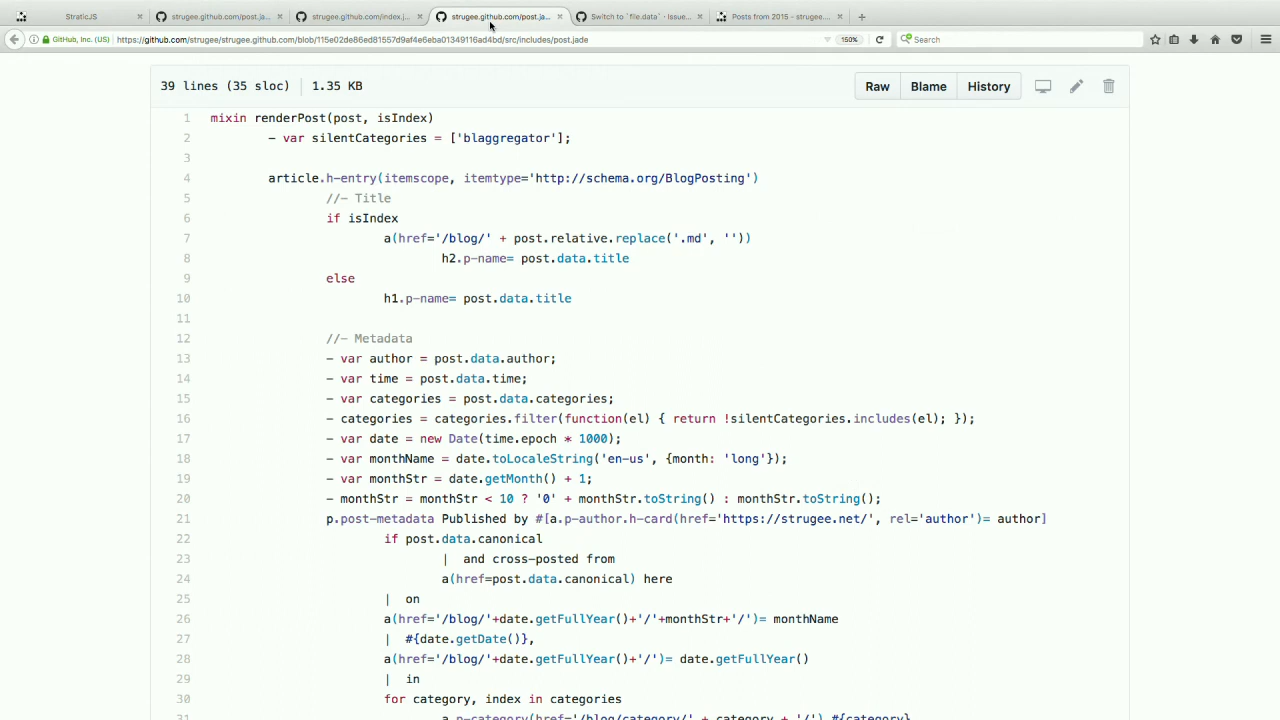 StraticJS
strugee.github.com/post.ja...
strugee.github.com/index.j...
strugee.github.com/post.ja...
Switch to `file.data` · Issue...
Posts from 2015 - strugee....
GitHub, Inc. (US)
https://github.com/strugee/strugee.github.com/blob/115e02de86ed81557d9af4e6eba01349116ad4bd/src/includes/post.jade
150%
Search
39 lines (35 sloc) 1.35 KB
Raw Blame History
1 mixin renderPost(post, isIndex)
2 - var silentCategories = ['blaggregator'];
3
4 article.h-entry(itemscope, itemtype='http://schema.org/BlogPosting')
5 //- Title
6 if isIndex
7 a(href='/blog/' + post.relative.replace('.md', ''))
8 h2.p-name= post.data.title
9 else
10 h1.p-name= post.data.title
11
12 //- Metadata
13 - var author = post.data.author;
14 - var time = post.data.time;
15 - var categories = post.data.categories;
16 - categories = categories.filter(function(el) { return !silentCategories.includes(el); });
17 - var date = new Date(time.epoch * 1000);
18 - var monthName = date.toLocaleString('en-us', {month: 'long'});
19 - var monthStr = date.getMonth() + 1;
20 - monthStr = monthStr < 10 ? '0' + monthStr.toString() : monthStr.toString();
21 p.post-metadata Published by #[a.p-author.h-card(href='https://strugee.net/', rel='author')= author]
22 if post.data.canonical
23 | and cross-posted from
24 a(href=post.data.canonical) here
25 | on
26 a(href='/blog/'+date.getFullYear()+'/'+monthStr+'/')= monthName
27 | #{date.getDate()},
28 a(href='/blog/'+date.getFullYear()+'/')= date.getFullYear()
29 | in
30 for category, index in categories
31 a.p-category(href='/blog/category/' + category + '/') #{category}